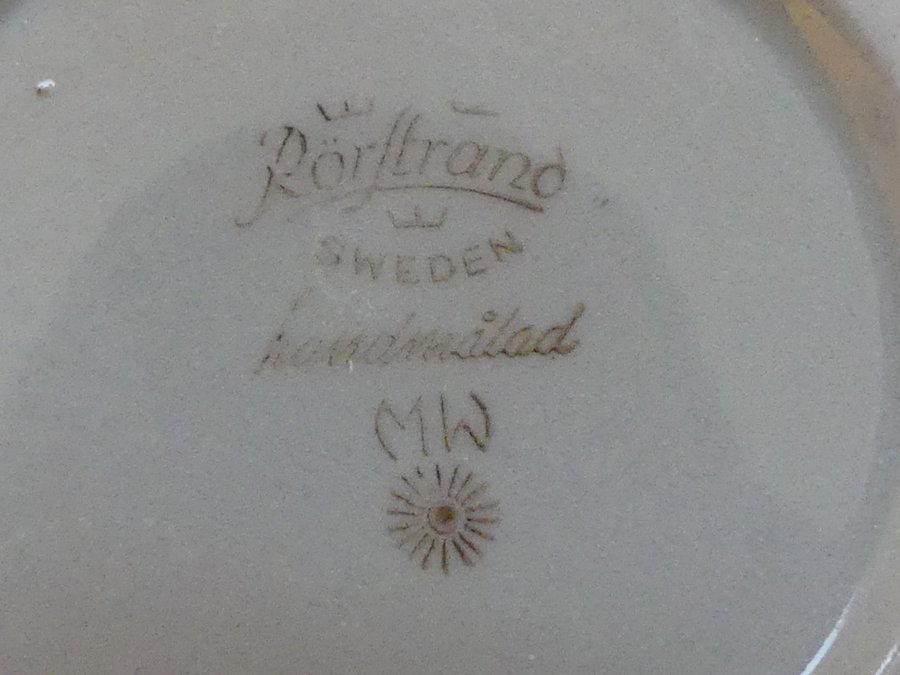 Rörstrand
SWEDEN
handmålad
MW